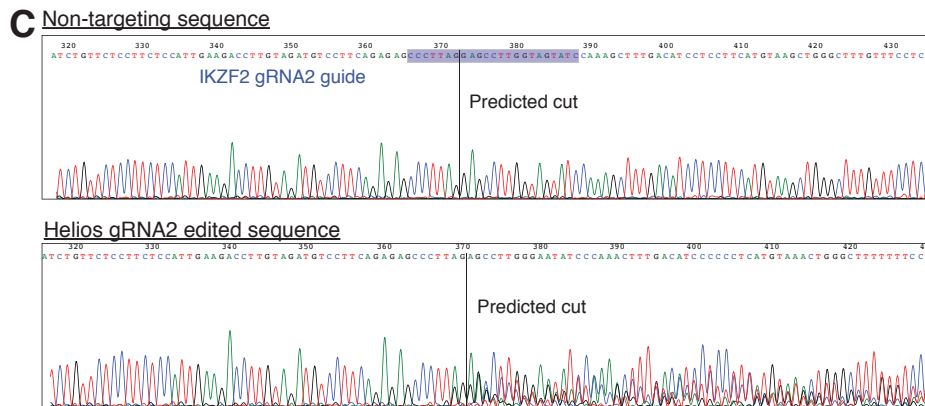 C Non-targeting sequence
320 330 340 350 360 370 380 390 400 410 420 430
ATCTGTTCTCCTTCTCCATTGAAGACCTTGTAGATGTCCTTCAGAGAGCCCTTAGGAGCCTTGGTAGTATCCAAAGCTTTGACATCCTCCTTCATGTAAGCTGGGCTTTGTTTCCTC
IKZF2 gRNA2 guide
Predicted cut
Helios gRNA2 edited sequence
320 330 340 350 360 370 380 390 400 410 420
ATCTGTTCTCCTTCTCCATTGAAGACCTTGTAGATGTCCTTCAGAGAGCCCTTAGAGCCTTGGGAATATCCCAAACTTTGACATCCCCCCTCATGTAAACTGGGCTTTTTTTCC
Predicted cut